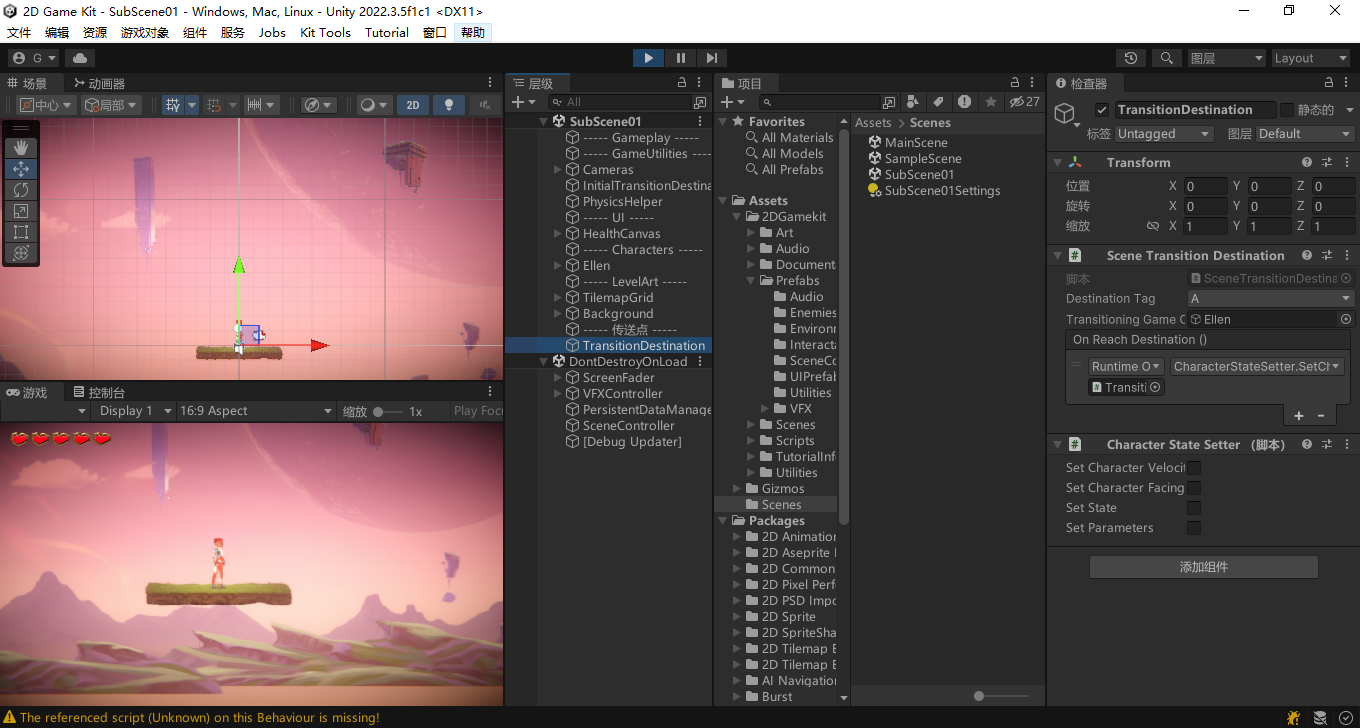 2D Game Kit - SubScene01 - Windows, Mac, Linux - Unity 2022.3.5f1c1 <DX11>
文件 编辑 资源 游戏对象 组件 服务 Jobs Kit Tools Tutorial 窗口 帮助
G 图层 Layout
场景 动画器
中心 局部 2D
游戏 控制台
Display 1 16:9 Aspect 缩放 1x Play Focu
层级
All
SubScene01
----- Gameplay -----
----- GameUtilities ----
Cameras
InitialTransitionDestina
PhysicsHelper
----- UI -----
HealthCanvas
----- Characters -----
Ellen
----- LevelArt -----
TilemapGrid
Background
----- 传送点 -----
TransitionDestination
DontDestroyOnLoad
ScreenFader
VFXController
PersistentDataManage
SceneController
[Debug Updater]
项目
27
Favorites
All Materials
All Models
All Prefabs
Assets
2DGamekit
Art
Audio
Document
Prefabs
Audio
Enemies
Environr
Interacta
SceneCo
UIPrefab
Utilities
VFX
Scenes
Scripts
TutorialInf
Utilities
Gizmos
Scenes
Packages
2D Animation
2D Aseprite I
2D Common
2D Pixel Perf
2D PSD Impo
2D Sprite
2D SpriteSha
2D Tilemap E
2D Tilemap E
AI Navigation
Burst
Assets > Scenes
MainScene
SampleScene
SubScene01
SubScene01Settings
检查器
TransitionDestination 静态的
标签 Untagged 图层 Default
Transform
位置 X 0 Y 0 Z 0
旋转 X 0 Y 0 Z 0
缩放 X 1 Y 1 Z 1
Scene Transition Destination
脚本 SceneTransitionDestina
Destination Tag A
Transitioning Game O Ellen
On Reach Destination ()
Runtime O CharacterStateSetter.SetCh
Transiti
+ -
Character State Setter （脚本）
Set Character Velocit
Set Character Facing
Set State
Set Parameters
添加组件
The referenced script (Unknown) on this Behaviour is missing!